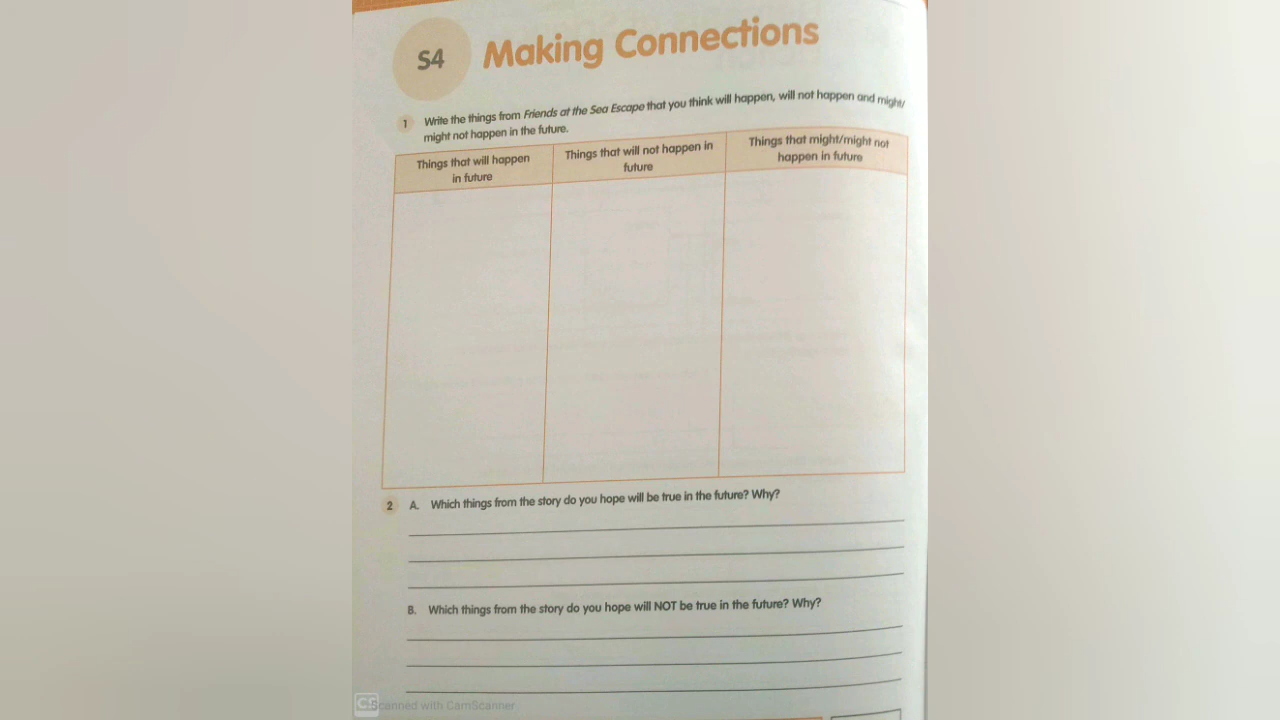 S4
Making Connections
1 Write the things from Friends at the Sea Escape that you think will happen, will not happen and might/
might not happen in the future.
Things that will happen
in future
Things that will not happen in
future
Things that might/might not
happen in future
2 A. Which things from the story do you hope will be true in the future? Why?
B. Which things from the story do you hope will NOT be true in the future? Why?
CS Scanned with CamScanner